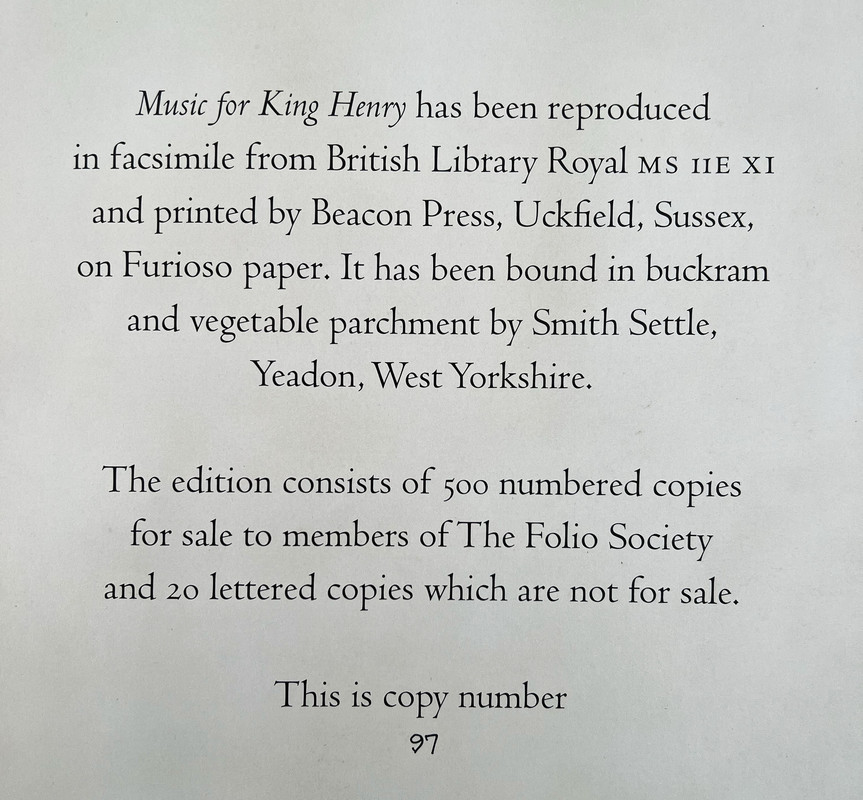 Music for King Henry has been reproduced
in facsimile from British Library Royal MS IIE XI
and printed by Beacon Press, Uckfield, Sussex,
on Furioso paper. It has been bound in buckram
and vegetable parchment by Smith Settle,
Yeadon, West Yorkshire.
The edition consists of 500 numbered copies
for sale to members of The Folio Society
and 20 lettered copies which are not for sale.
This is copy number
97